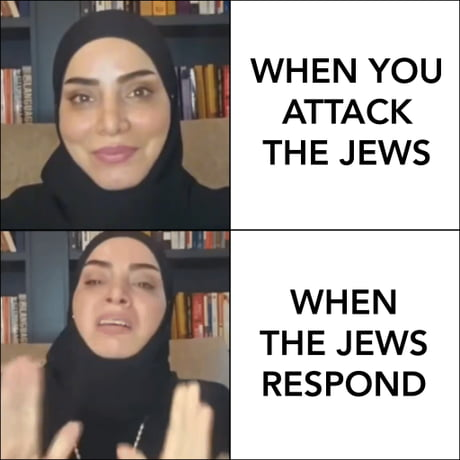 WHEN YOU
ATTACK
THE JEWS
WHEN
THE JEWS
RESPOND